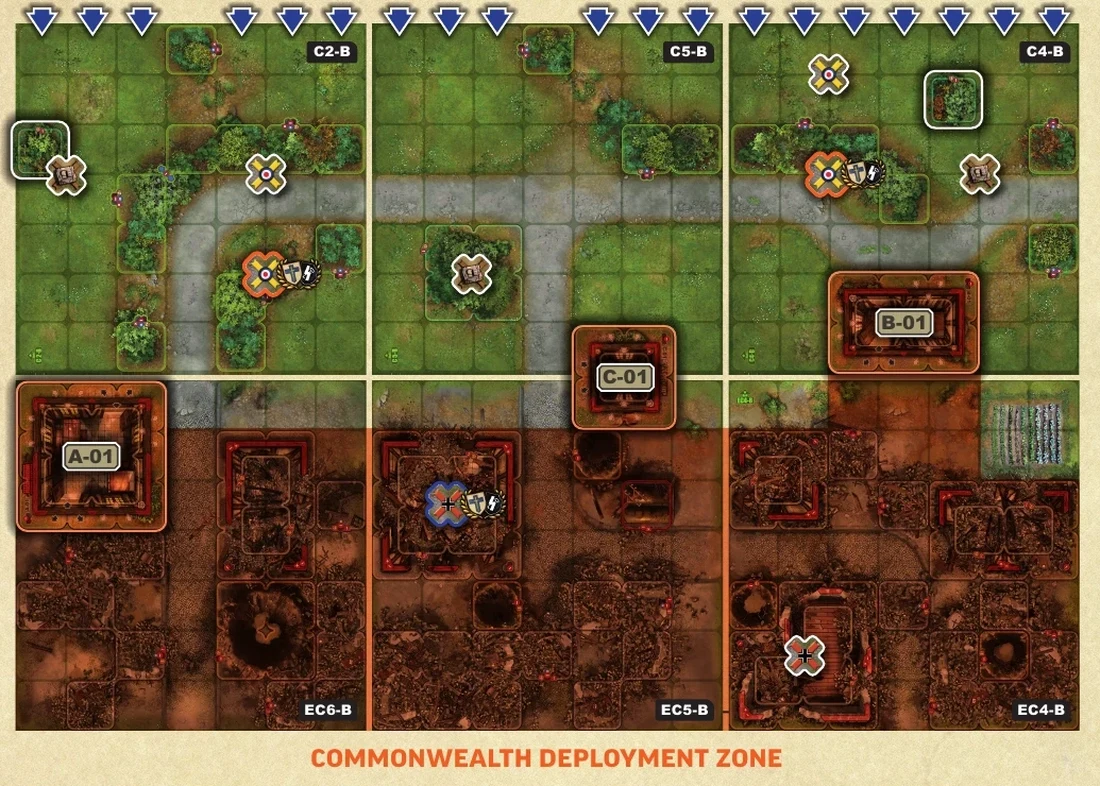 C2-B
C5-B
C4-B
B-01
C-01
A-01
EC6-B
EC5-B
EC4-B
COMMONWEALTH DEPLOYMENT ZONE